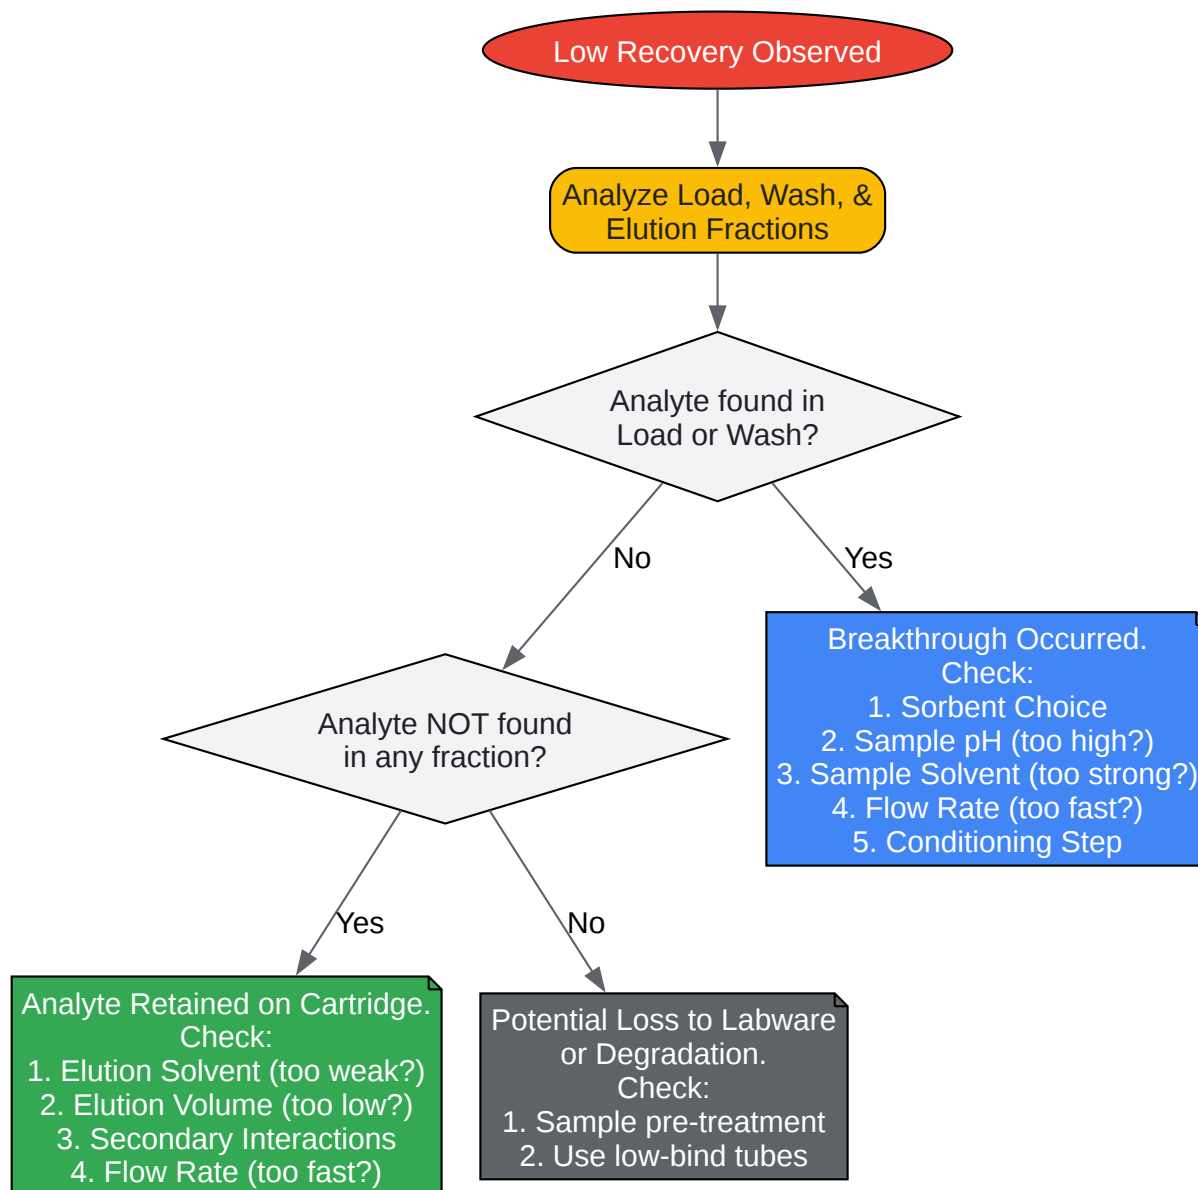 Low Recovery Observed
Analyze Load, Wash, &
Elution Fractions
Analyte found in
Load or Wash?
No
Yes
Breakthrough Occurred.
Check:
1. Sorbent Choice
2. Sample pH (too high?)
3. Sample Solvent (too strong?)
4. Flow Rate (too fast?)
5. Conditioning Step
Analyte NOT found
in any fraction?
Yes
No
Analyte Retained on Cartridge.
Check:
1. Elution Solvent (too weak?)
2. Elution Volume (too low?)
3. Secondary Interactions
4. Flow Rate (too fast?)
Potential Loss to Labware
or Degradation.
Check:
1. Sample pre-treatment
2. Use low-bind tubes